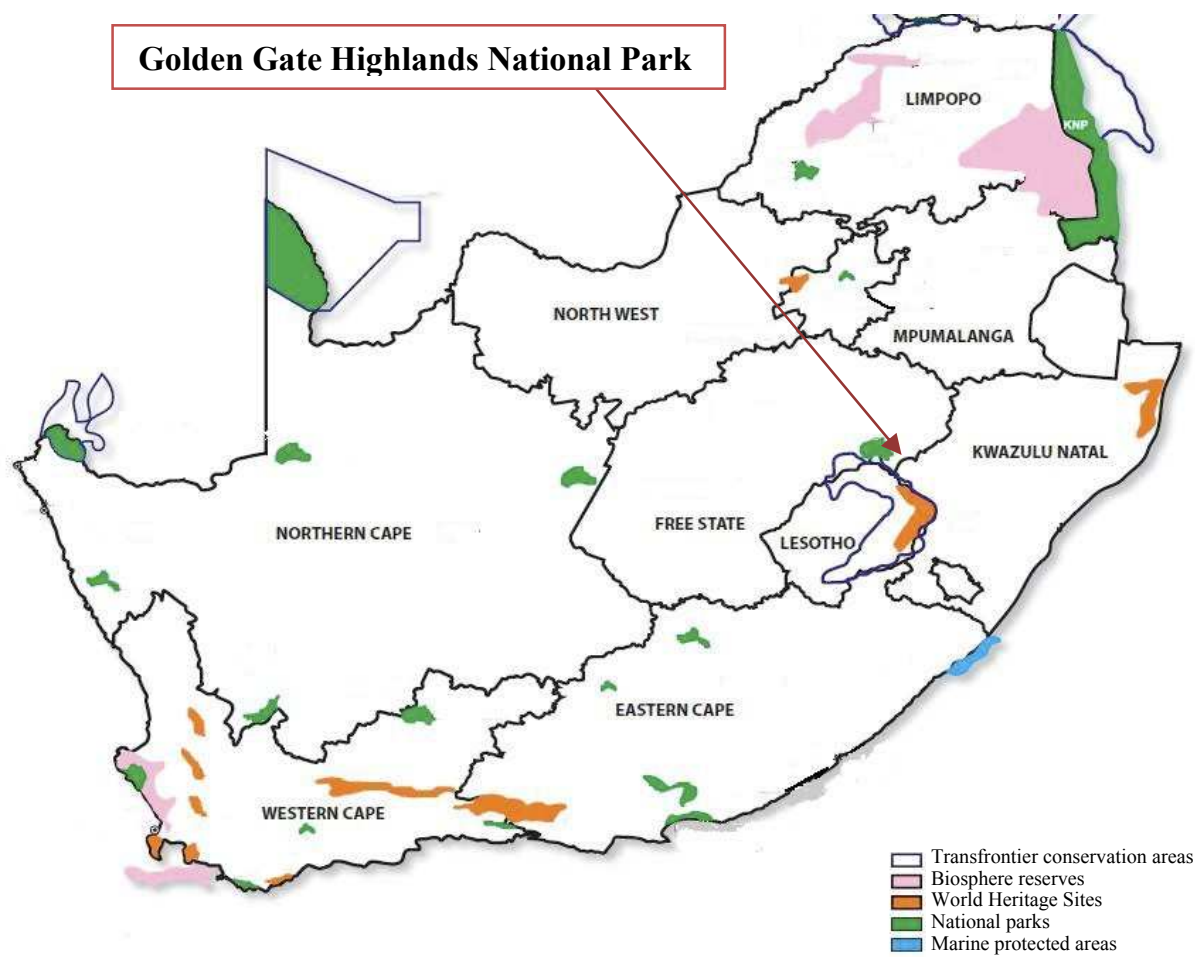 Golden Gate Highlands National Park
LIMPOPO
KNP
NORTH WEST
MPUMALANGA
KWAZULU NATAL
FREE STATE
NORTHERN CAPE
LESOTHO
EASTERN CAPE
WESTERN CAPE
Transfrontier conservation areas
Biosphere reserves
World Heritage Sites
National parks
Marine protected areas